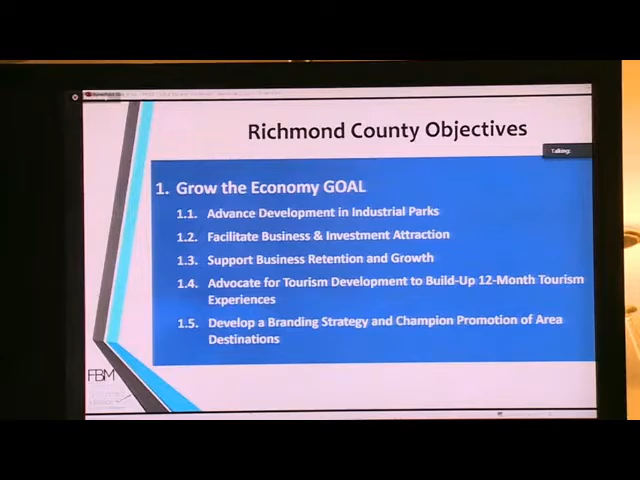 Richmond County Objectives
Talking:
1. Grow the Economy GOAL
1.1. Advance Development in Industrial Parks
1.2. Facilitate Business & Investment Attraction
1.3. Support Business Retention and Growth
1.4. Advocate for Tourism Development to Build-Up 12-Month Tourism
Experiences
1.5. Develop a Branding Strategy and Champion Promotion of Area
Destinations
FBM